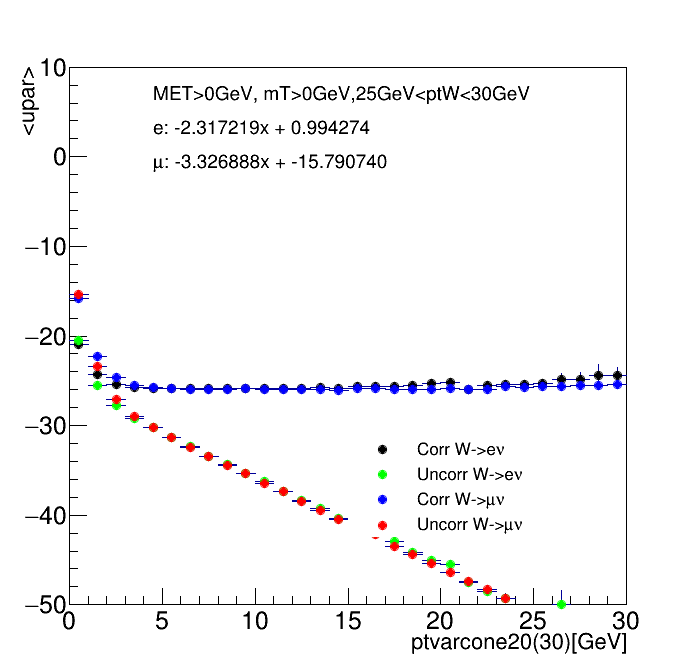 <upar>
10
0
−10
−20
−30
−40
−50
MET>0GeV, mT>0GeV,25GeV<ptW<30GeV
e: -2.317219x + 0.994274
μ: -3.326888x + -15.790740
Corr W->eν
Uncorr W->eν
Corr W->μν
Uncorr W->μν
0 5 10 15 20 25 30
ptvarcone20(30)[GeV]